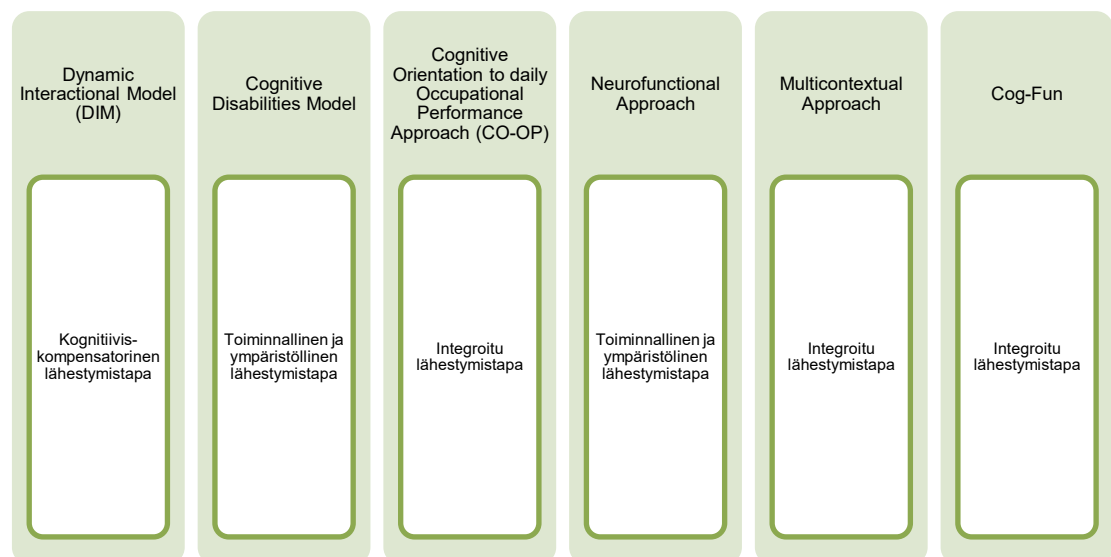 Dynamic
Interactional Model
(DIM)
Kognitiivis-
kompensatorinen
lähestymistapa
Cognitive
Disabilities Model
Toiminnallinen ja
ympäristöllinen
lähestymistapa
Cognitive
Orientation to daily
Occupational
Performance
Approach (CO-OP)
Integroitu
lähestymistapa
Neurofunctional
Approach
Toiminnallinen ja
ympäristölinen
lähestymistapa
Multicontextual
Approach
Integroitu
lähestymistapa
Cog-Fun
Integroitu
lähestymistapa